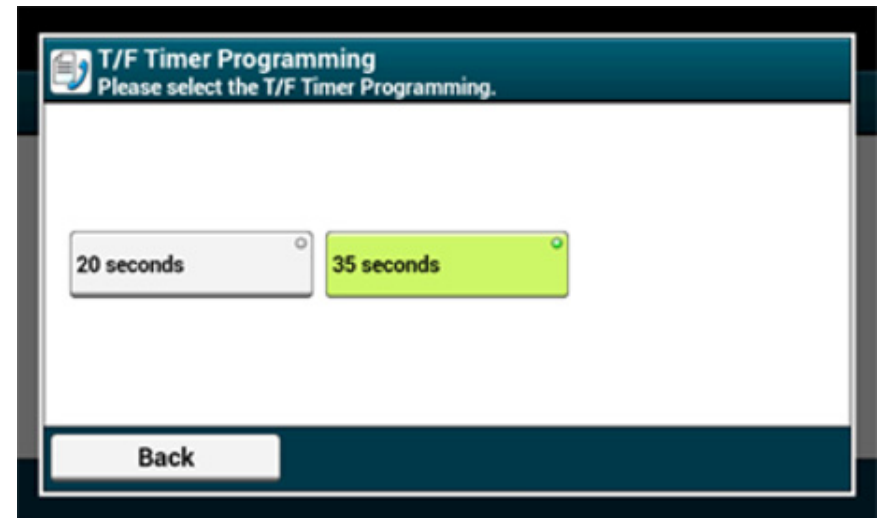 T/F Timer Programming
Please select the T/F Timer Programming.
20 seconds
35 seconds
Back